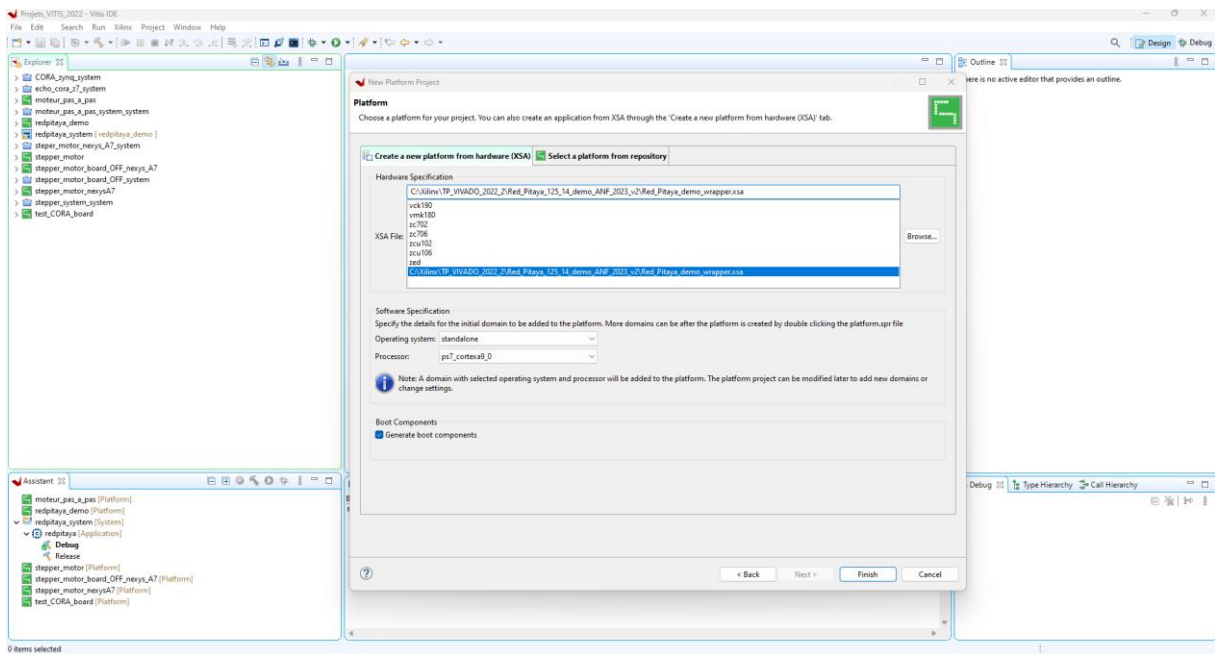 Projets_VITIS_2022 - Vitis IDE
File Edit Search Run Xilinx Project Window Help
Design Debug
Explorer
CORA_zynq_system
echo_cora_z7_system
moteur_pas_a_pas
moteur_pas_a_pas_system_system
redpitaya_demo
redpitaya_system [ redpitaya_demo ]
steper_motor_nexys_A7_system
stepper_motor
stepper_motor_board_OFF_nexys_A7
stepper_motor_board_OFF_system
stepper_motor_nexysA7
stepper_system_system
test_CORA_board
New Platform Project
Platform
Choose a platform for your project. You can also create an application from XSA through the 'Create a new platform from hardware (XSA)' tab.
Create a new platform from hardware (XSA) Select a platform from repository
Hardware Specification
C:\Xilinx\TP_VIVADO_2022_2\Red_Pitaya_125_14_demo_ANF_2023_v2\Red_Pitaya_demo_wrapper.xsa
XSA File:
vck190
vmk180
zc702
zc706
zcu102
zcu106
zed
C:\Xilinx\TP_VIVADO_2022_2\Red_Pitaya_125_14_demo_ANF_2023_v2\Red_Pitaya_demo_wrapper.xsa
Browse...
Software Specification
Specify the details for the initial domain to be added to the platform. More domains can be after the platform is created by double clicking the platform.spr file
Operating system: standalone
Processor: ps7_cortexa9_0
Note: A domain with selected operating system and processor will be added to the platform. The platform project can be modified later to add new domains or
change settings.
Boot Components
Generate boot components
< Back Next > Finish Cancel
Outline
ere is no active editor that provides an outline.
Assistant
moteur_pas_a_pas [Platform]
redpitaya_demo [Platform]
redpitaya_system [System]
redpitaya [Application]
Debug
Release
stepper_motor [Platform]
stepper_motor_board_OFF_nexys_A7 [Platform]
stepper_motor_nexysA7 [Platform]
test_CORA_board [Platform]
Debug Type Hierarchy Call Hierarchy
0 items selected